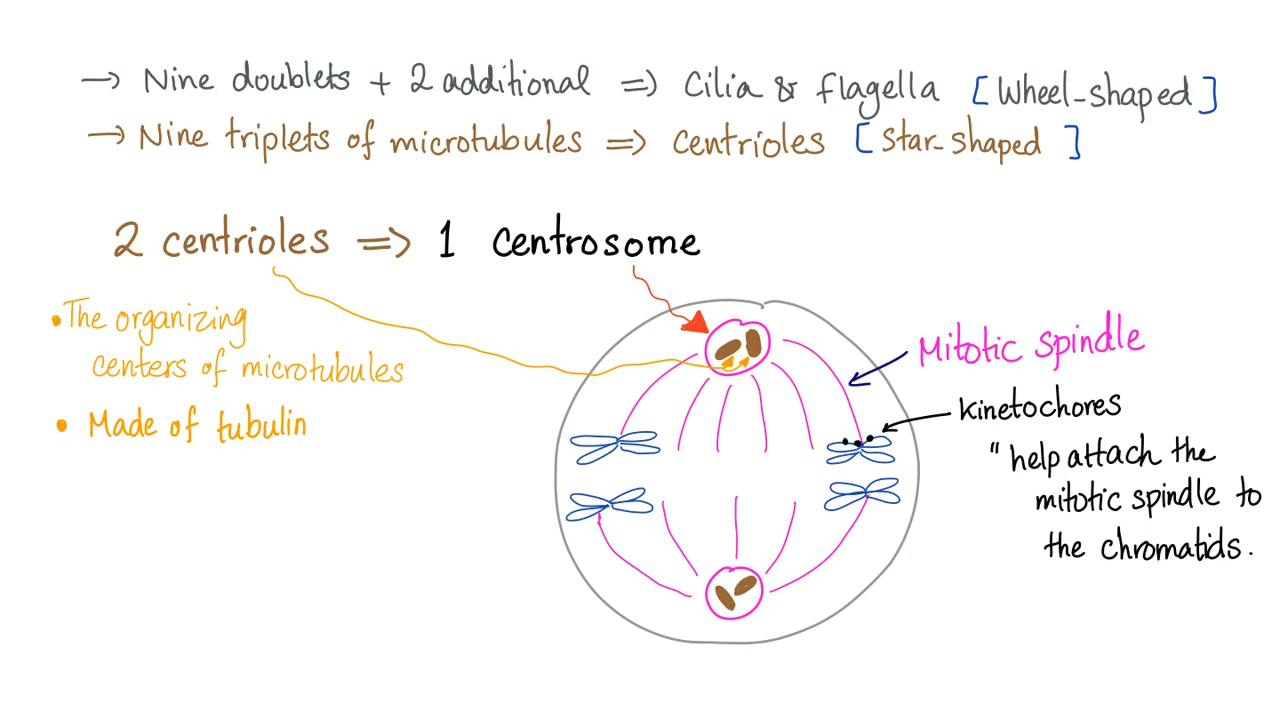 → Nine doublets + 2 additional ⇒ Cilia & flagella [Wheel-shaped]
→ Nine triplets of microtubules ⇒ centrioles [star-shaped]
2 centrioles ⇒ 1 centrosome
• The organizing
centers of microtubules
• Made of tubulin
Mitotic spindle
kinetochores
" help attach the
mitotic spindle to
the chromatids.